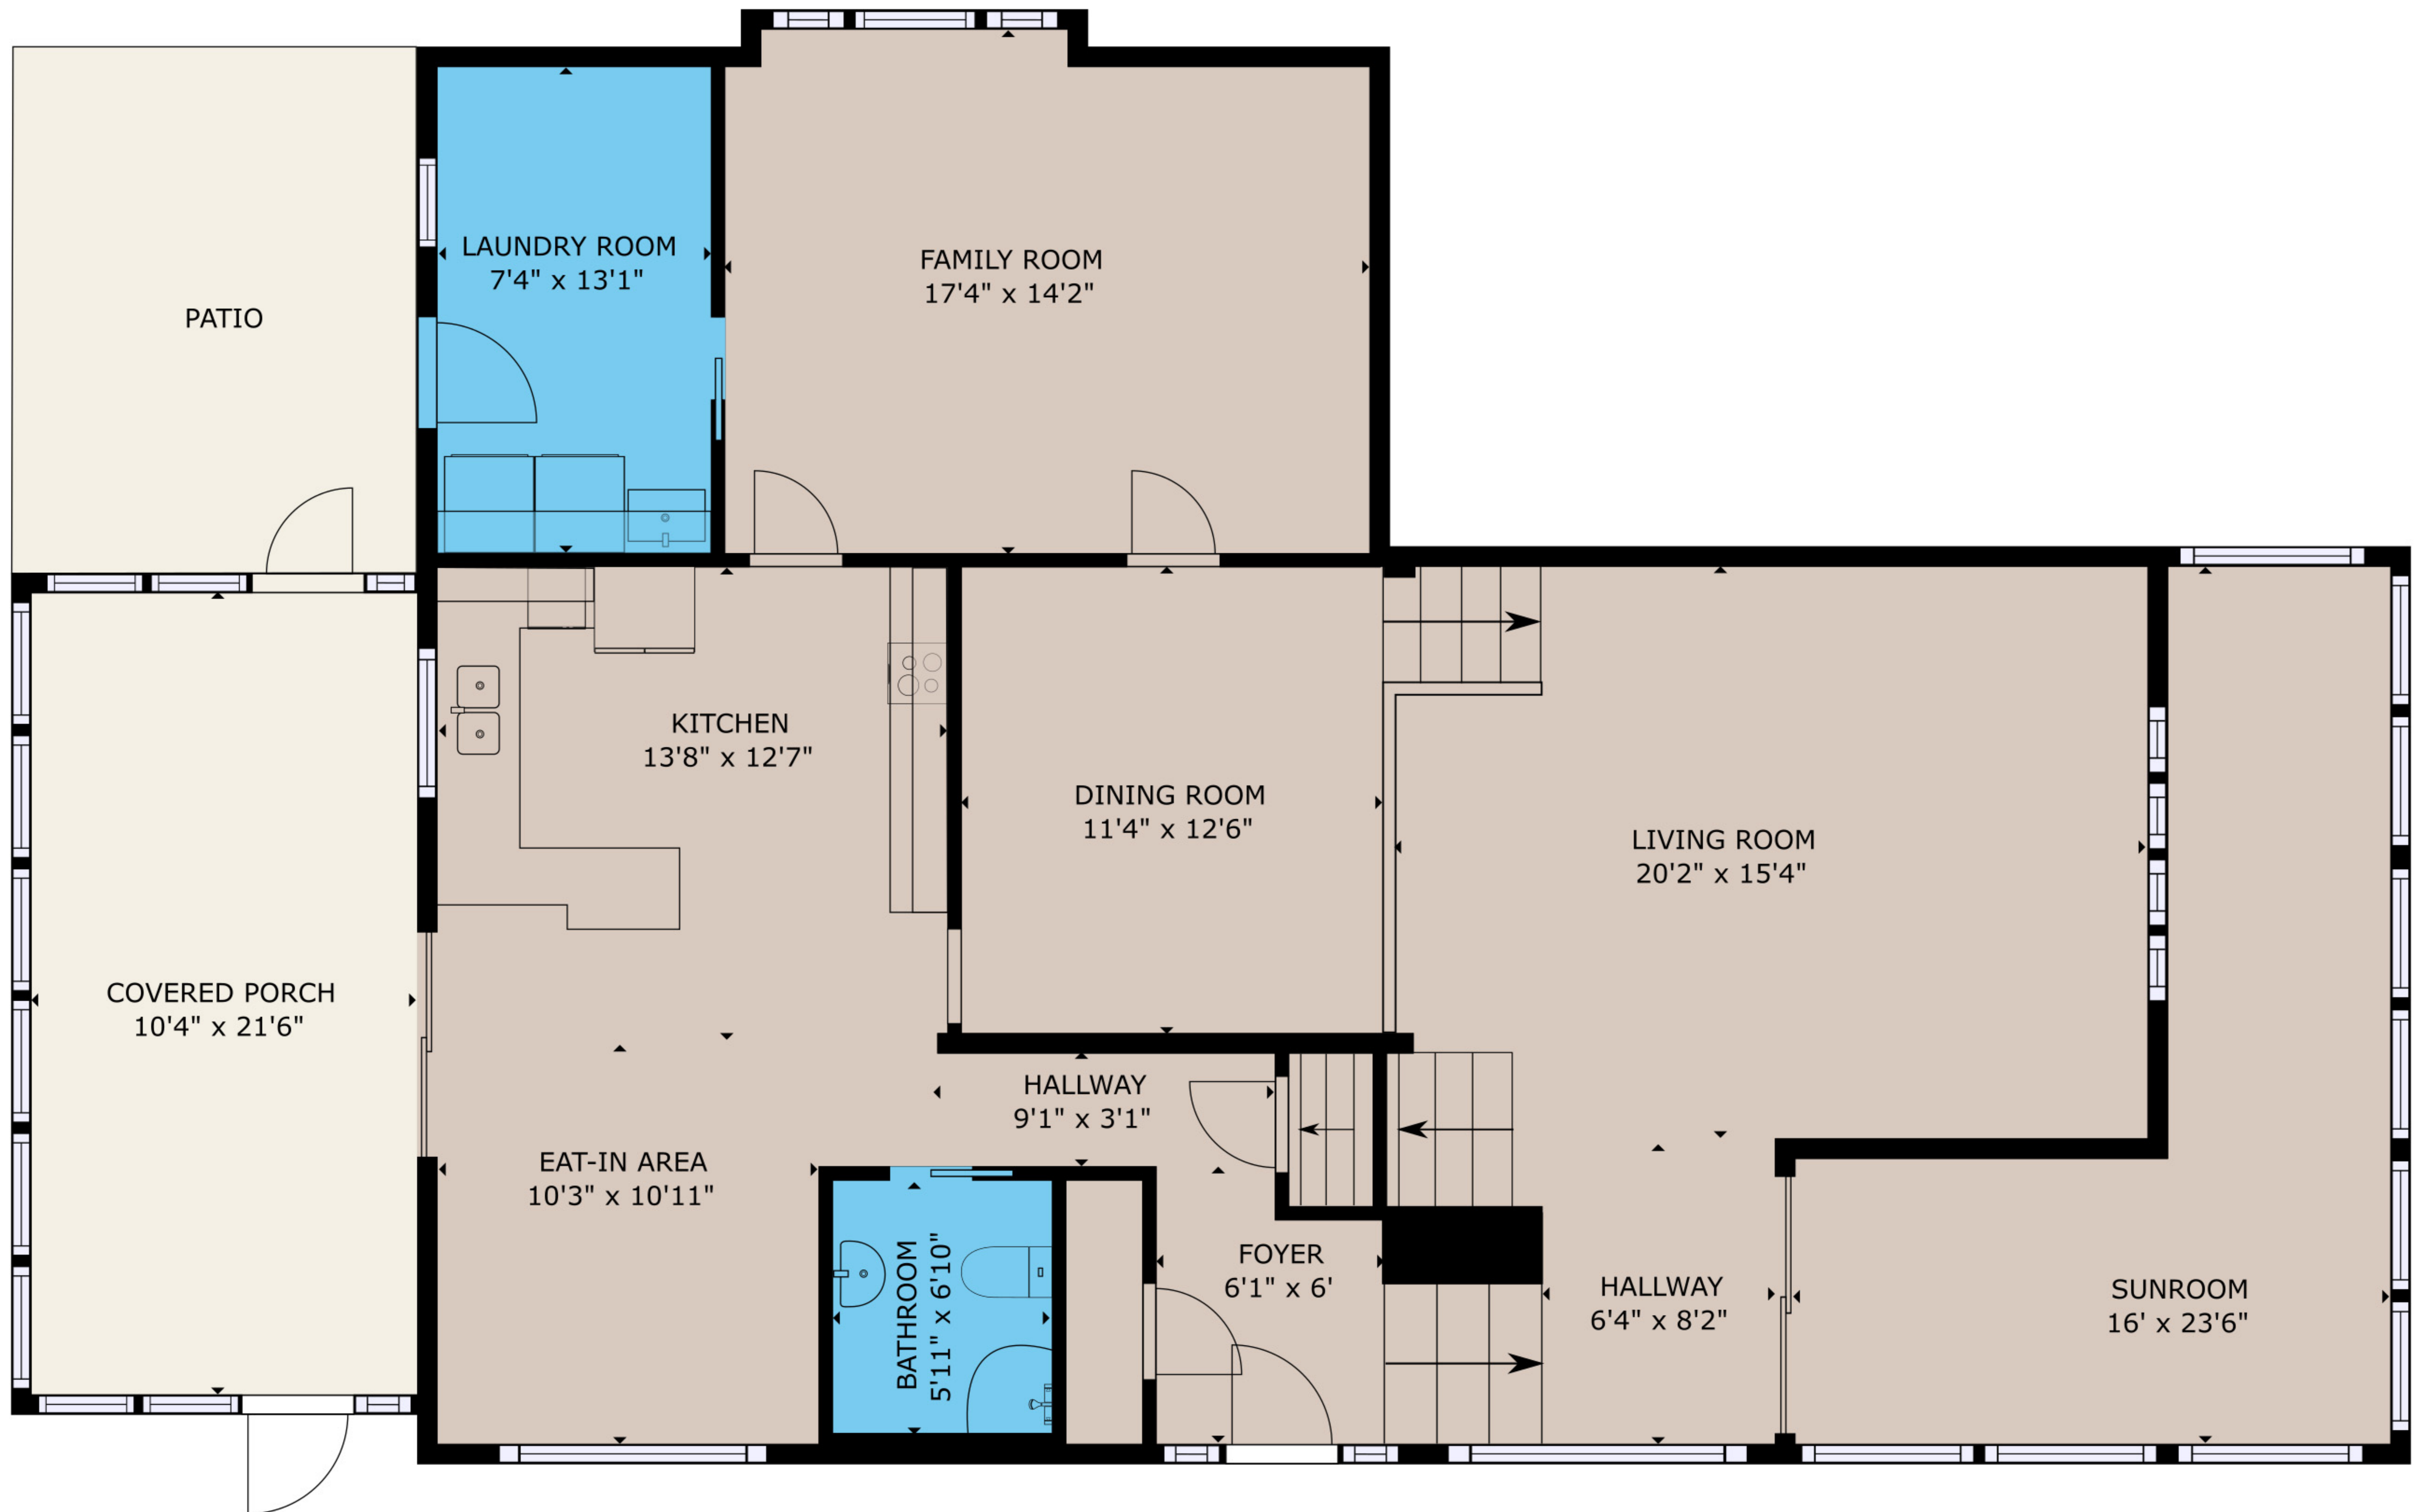 LAUNDRY ROOM
7'4" x 13'1"
FAMILY ROOM
17'4" x 14'2"
PATIO
KITCHEN
13'8" x 12'7"
DINING ROOM
11'4" x 12'6"
LIVING ROOM
20'2" x 15'4"
COVERED PORCH
10'4" x 21'6"
HALLWAY
9'1" x 3'1"
EAT-IN AREA
10'3" x 10'11"
BATHROOM
5'11" x 6'10"
FOYER
6'1" x 6'
HALLWAY
6'4" x 8'2"
SUNROOM
16' x 23'6"